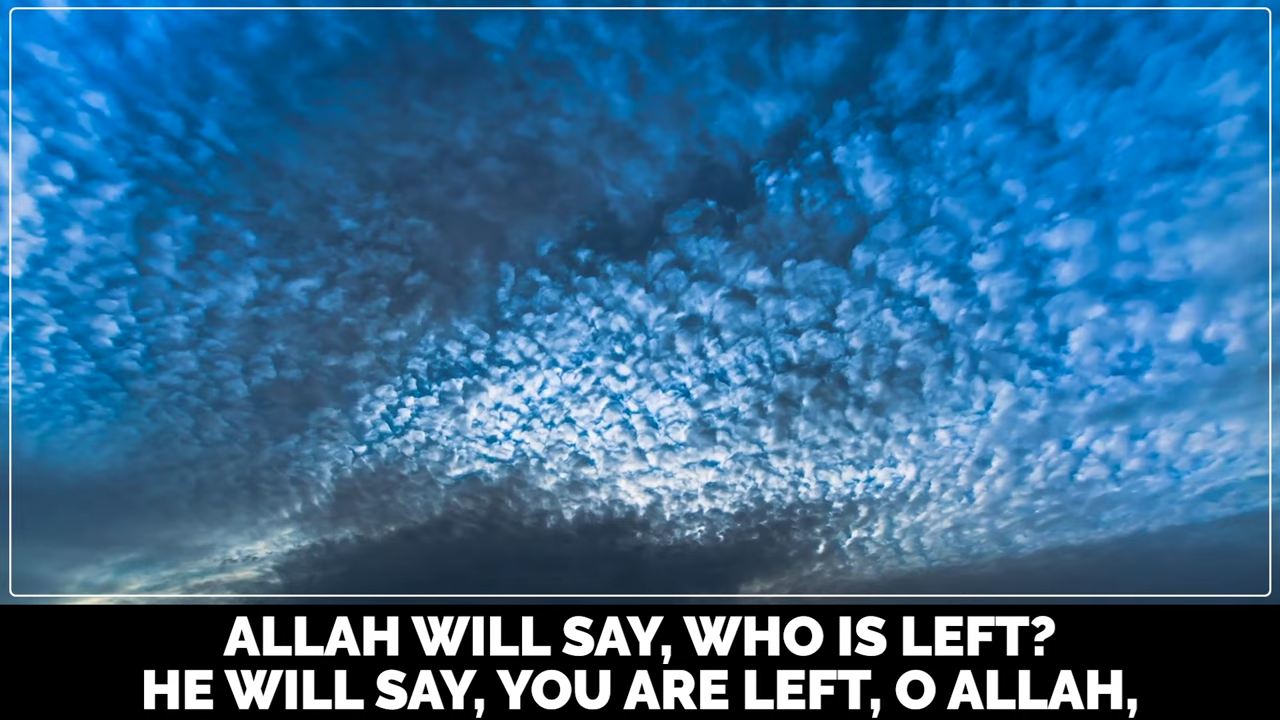 ALLAH WILL SAY, WHO IS LEFT?
HE WILL SAY, YOU ARE LEFT, O ALLAH,